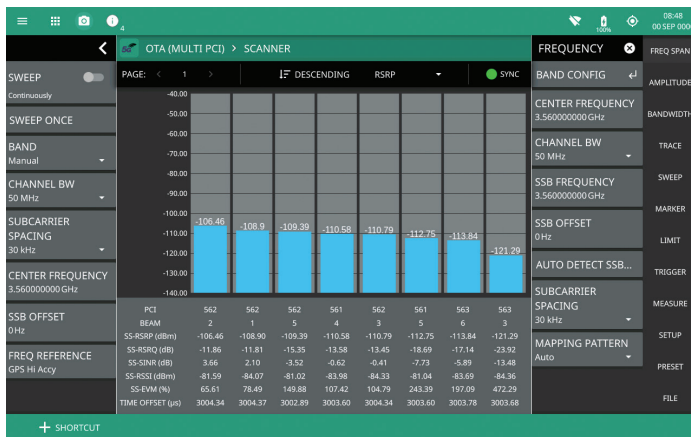 4
100%
08:48
00 SEP 000
SWEEP
Continuously
SWEEP ONCE
BAND
Manual
CHANNEL BW
50 MHz
SUBCARRIER
SPACING
30 kHz
CENTER FREQUENCY
3.560000000 GHz
SSB OFFSET
0 Hz
FREQ REFERENCE
GPS Hi Accy
5G OTA (MULTI PCI) > SCANNER
PAGE: < 1 > DESCENDING RSRP SYNC
-40.00
-50.00
-60.00
-70.00
-80.00
-90.00
-100.00
-110.00
-120.00
-130.00
-140.00
-106.46 -108.9 -109.39 -110.58 -110.79 -112.75 -113.84 -121.29
PCI 562 562 562 561 561 562 563 563
BEAM 2 1 5 4 3 5 6 3
SS-RSRP (dBm) -106.46 -108.90 -109.39 -110.58 -110.79 -112.75 -113.84 -121.29
SS-RSRQ (dB) -11.86 -11.81 -15.35 -13.58 -13.45 -18.69 -17.14 -23.92
SS-SINR (dB) 3.66 2.10 -3.52 -0.62 -0.41 -7.73 -5.89 -13.48
SS-RSSI (dBm) -81.59 -84.07 -81.02 -83.98 -84.33 -81.04 -83.69 -84.36
SS-EVM (%) 65.61 78.49 149.88 107.42 104.79 243.39 197.09 472.29
TIME OFFSET (µs) 3004.34 3004.37 3002.89 3003.60 3004.34 3003.60 3003.78 3003.68
FREQUENCY
BAND CONFIG
CENTER FREQUENCY
3.560000000 GHz
CHANNEL BW
50 MHz
SSB FREQUENCY
3.560000000 GHz
SSB OFFSET
0 Hz
AUTO DETECT SSB...
SUBCARRIER
SPACING
30 kHz
MAPPING PATTERN
Auto
FREQ SPAN
AMPLITUDE
BANDWIDTH
TRACE
SWEEP
MARKER
LIMIT
TRIGGER
MEASURE
SETUP
PRESET
FILE
+ SHORTCUT